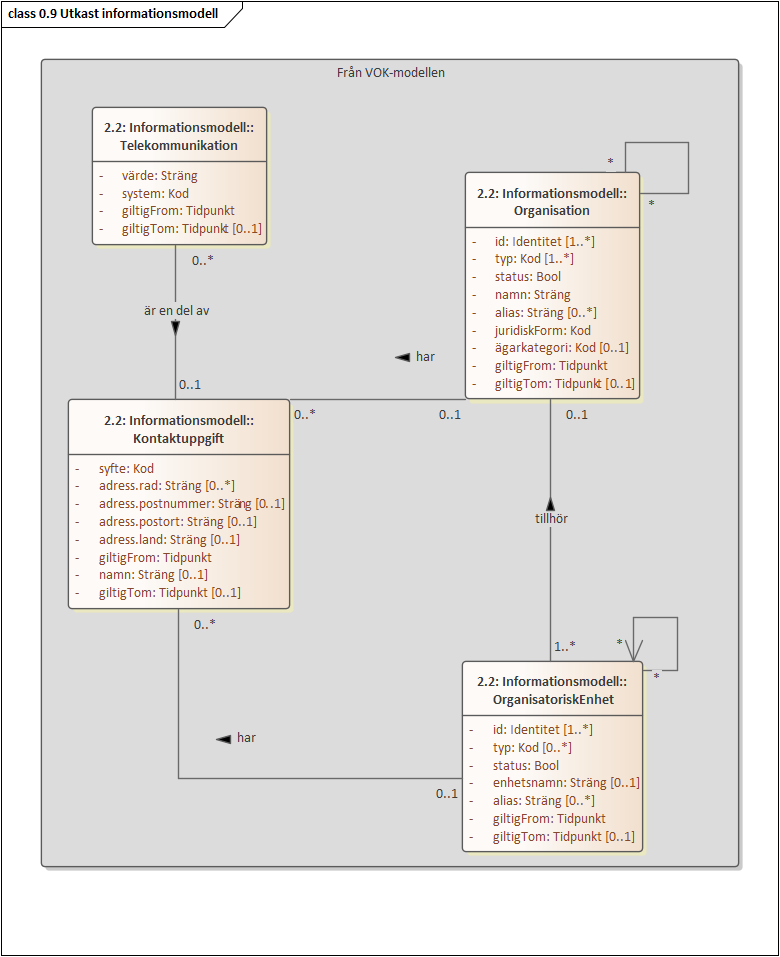 class 0.9 Utkast informationsmodell
Från VOK-modellen
2.2: Informationsmodell::
Telekommunikation
- värde: Sträng
- system: Kod
- giltigFrom: Tidpunkt
- giltigTom: Tidpunkt [0..1]
0..*
är en del av
0..1
*
*
2.2: Informationsmodell::
Organisation
- id: Identitet [1..*]
- typ: Kod [1..*]
- status: Bool
- namn: Sträng
- alias: Sträng [0..*]
- juridiskForm: Kod
- ägarkategori: Kod [0..1]
- giltigFrom: Tidpunkt
- giltigTom: Tidpunkt [0..1]
har
0..*
0..1
0..1
2.2: Informationsmodell::
Kontaktuppgift
- syfte: Kod
- adress.rad: Sträng [0..*]
- adress.postnummer: Sträng [0..1]
- adress.postort: Sträng [0..1]
- adress.land: Sträng [0..1]
- giltigFrom: Tidpunkt
- namn: Sträng [0..1]
- giltigTom: Tidpunkt [0..1]
tillhör
0..*
1..*
*
*
2.2: Informationsmodell::
OrganisatoriskEnhet
- id: Identitet [1..*]
- typ: Kod [0..*]
- status: Bool
- enhetsnamn: Sträng [0..1]
- alias: Sträng [0..*]
- giltigFrom: Tidpunkt
- giltigTom: Tidpunkt [0..1]
har
0..1